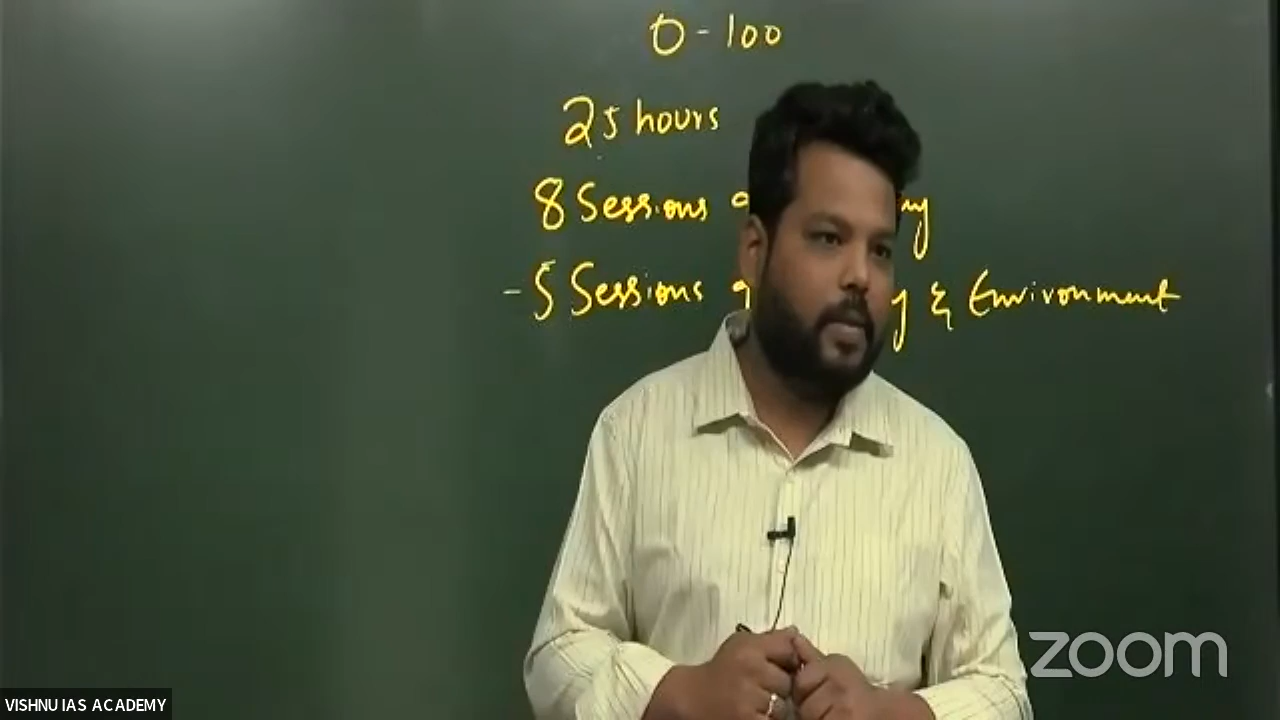 0-100
25 hours
8 Sessions
- 5 Sessions & Environment
zoom
VISHNU IAS ACADEMY